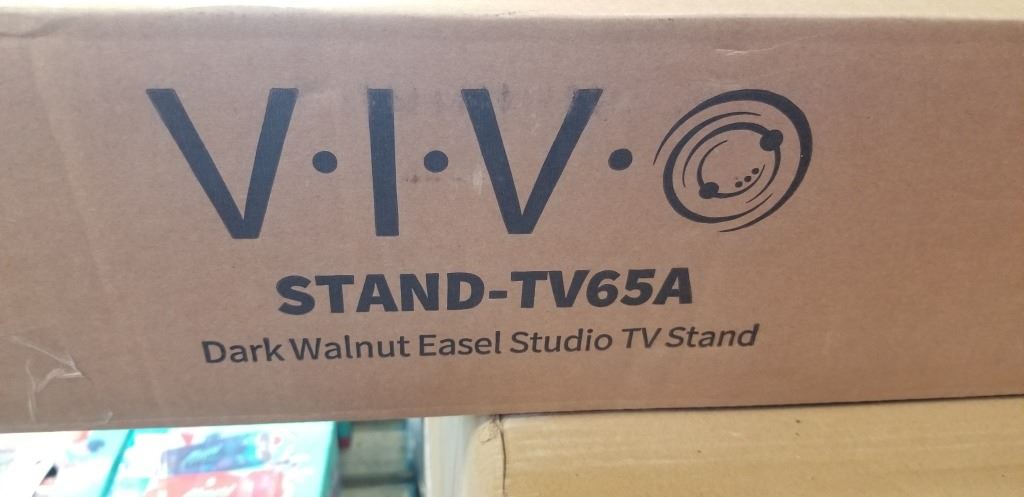 V·I·V·O
STAND-TV65A
Dark Walnut Easel Studio TV Stand